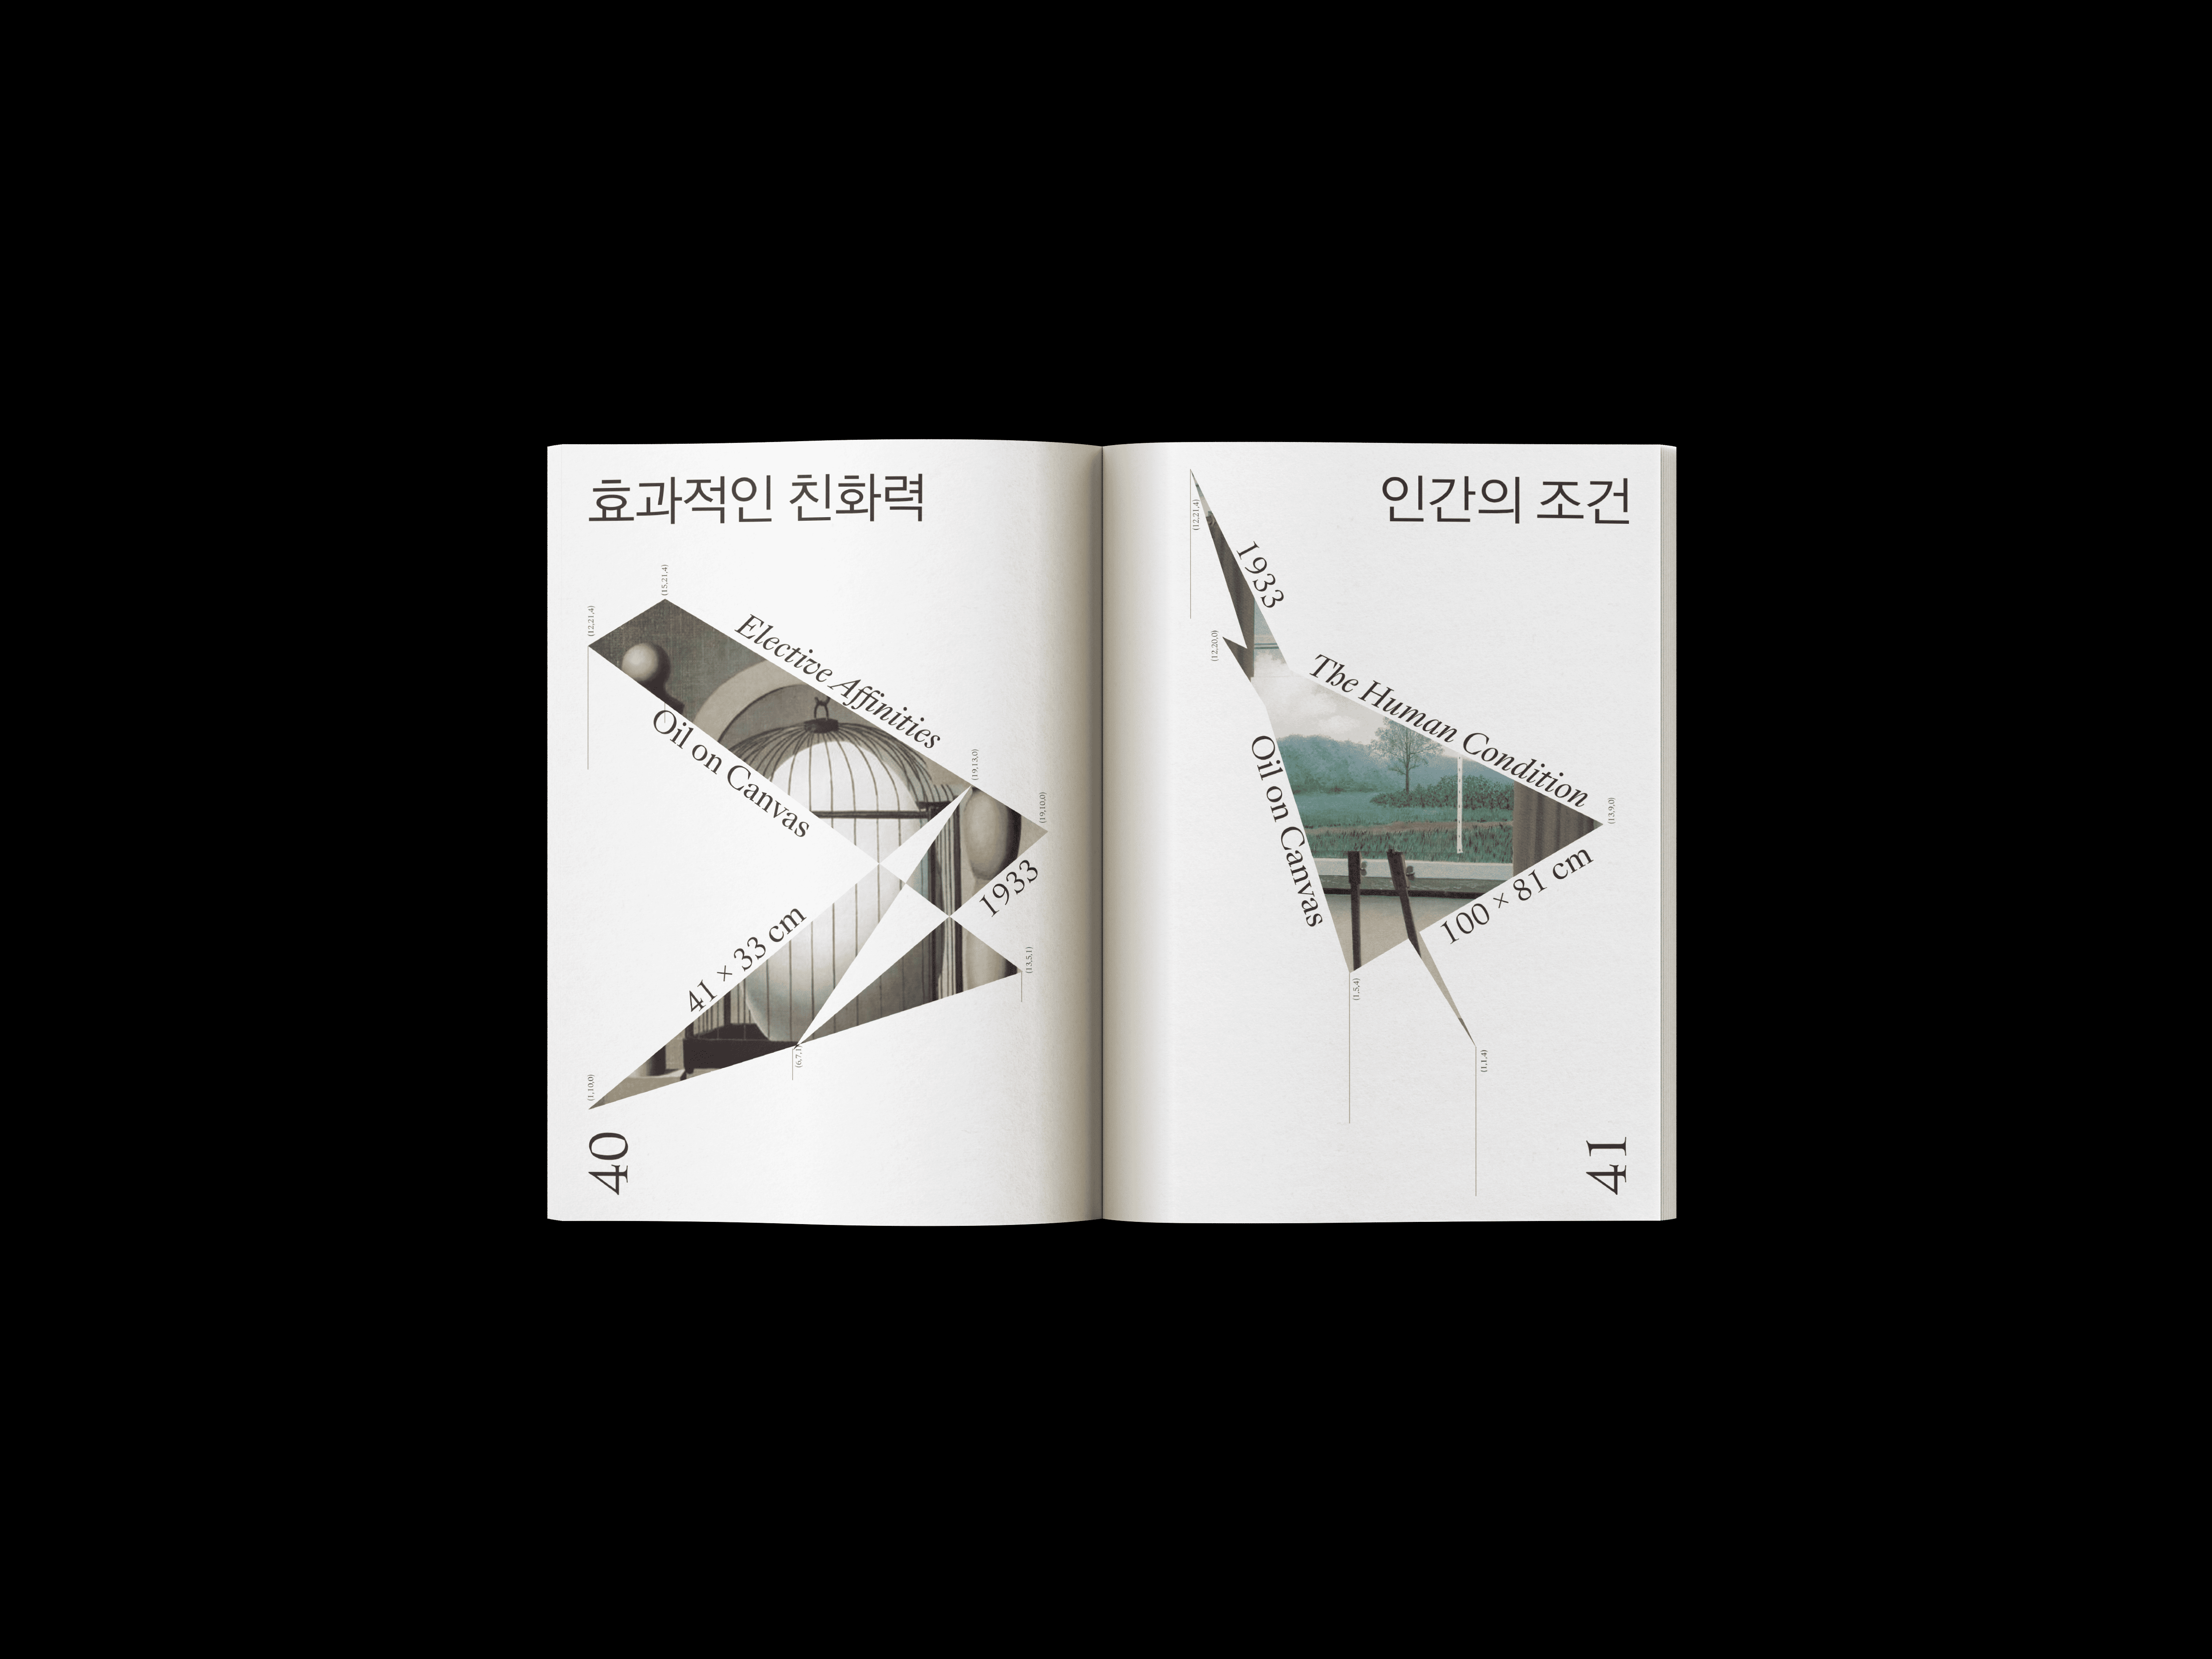 효과적인 친화력
(15,21,4)
(12,21,4)
Elective Affinities
Oil on Canvas
(19,13,0)
(19,10,0)
1933
41 × 33 cm
(13,5,1)
(6,7,1)
(1,10,0)
40
인간의 조건
(12,21,4)
1933
(12,20,0)
The Human Condition
Oil on Canvas
(13,9,0)
100 × 81 cm
(1,5,4)
(1,1,4)
41